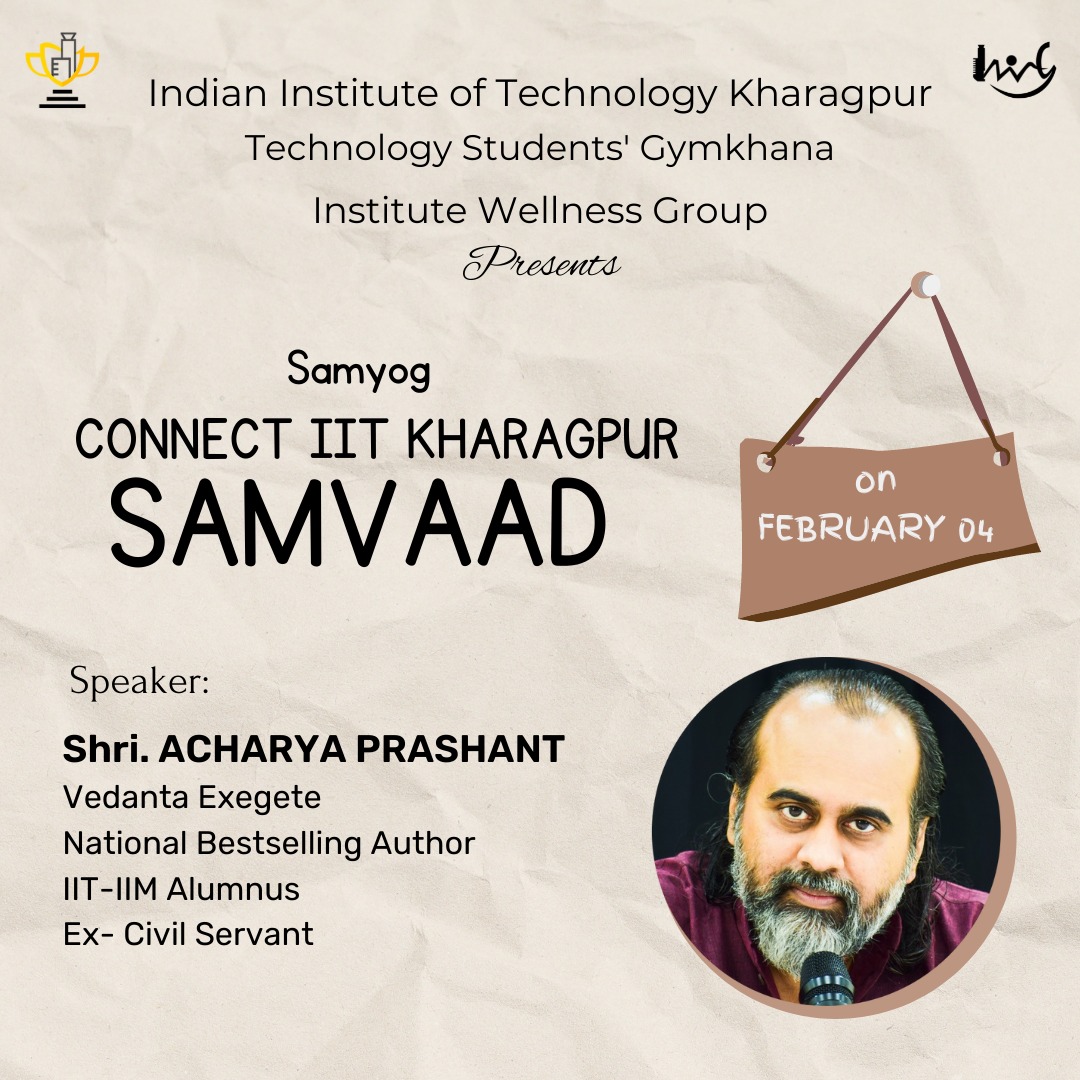 Indian Institute of Technology Kharagpur
Technology Students' Gymkhana
Institute Wellness Group
Presents
Samyog
CONNECT IIT KHARAGPUR
SAMVAAD
on
FEBRUARY 04
Speaker:
Shri. ACHARYA PRASHANT
Vedanta Exegete
National Bestselling Author
IIT-IIM Alumnus
Ex- Civil Servant